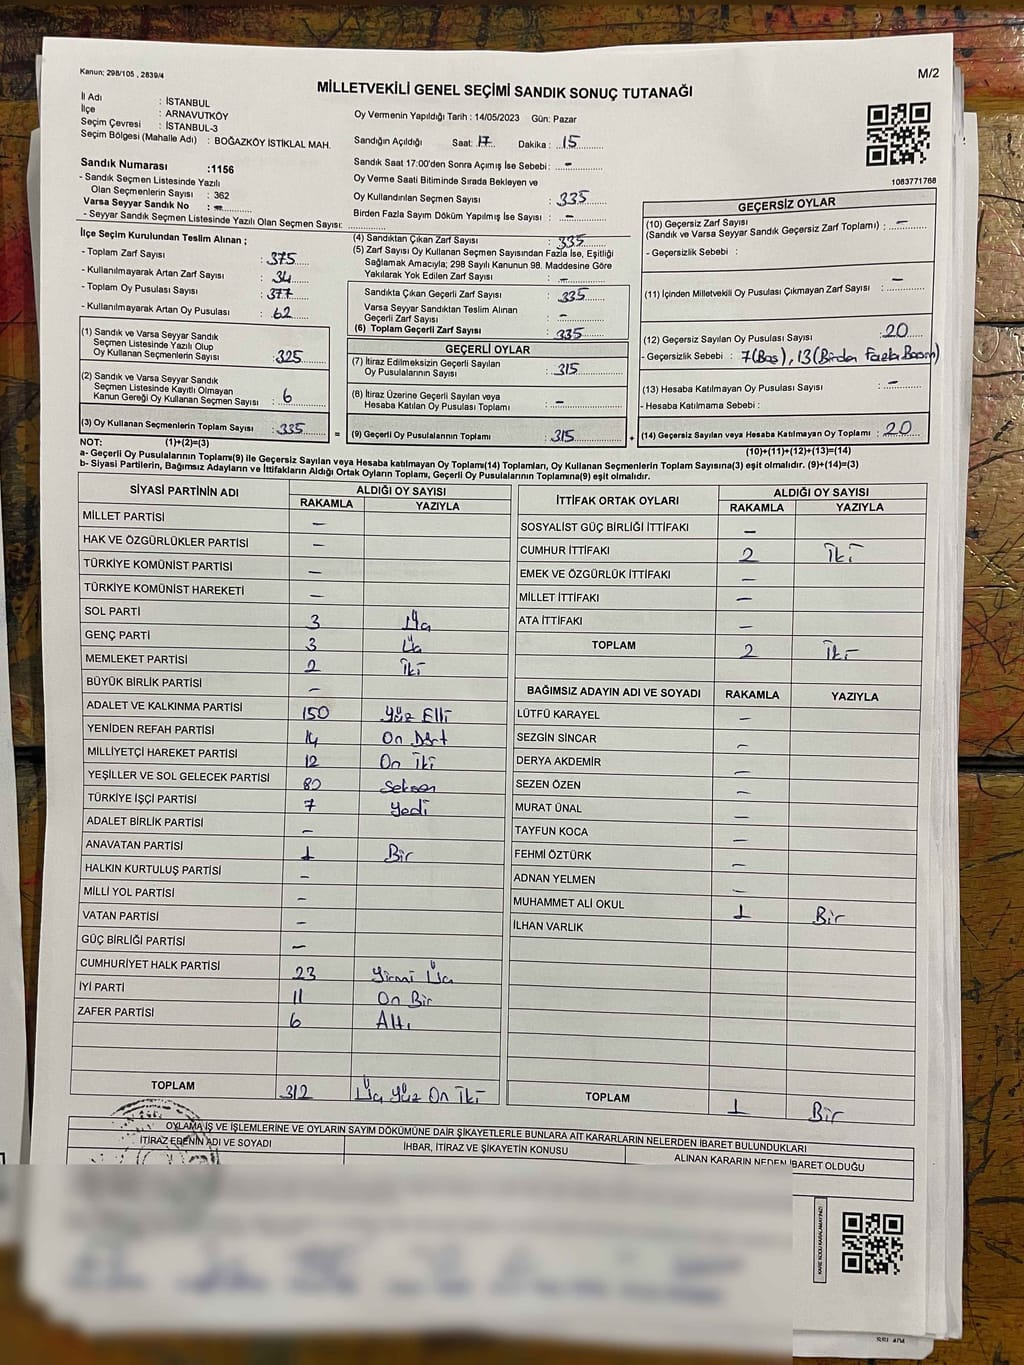 Kanun; 298/105 , 2839/4
M/2
MİLLETVEKİLİ GENEL SEÇİMİ SANDIK SONUÇ TUTANAĞI
İl Adı : İSTANBUL
İlçe : ARNAVUTKÖY
Seçim Çevresi : İSTANBUL-3
Seçim Bölgesi (Mahalle Adı) : BOĞAZKÖY İSTİKLAL MAH.
Sandık Numarası :1156
- Sandık Seçmen Listesinde Yazılı
Olan Seçmenlerin Sayısı : 362
Varsa Seyyar Sandık No : -
- Seyyar Sandık Seçmen Listesinde Yazılı Olan Seçmen Sayısı:
İlçe Seçim Kurulundan Teslim Alınan ;
- Toplam Zarf Sayısı : 375
- Kullanılmayarak Artan Zarf Sayısı : 34
- Toplam Oy Pusulası Sayısı : 377
- Kullanılmayarak Artan Oy Pusulası : 62
(1) Sandık ve Varsa Seyyar Sandık
Seçmen Listesinde Yazılı Olup
Oy Kullanan Seçmenlerin Sayısı : 325
(2) Sandık ve Varsa Seyyar Sandık
Seçmen Listesinde Kayıtlı Olmayan
Kanun Gereği Oy Kullanan Seçmen Sayısı : 6
(3) Oy Kullanan Seçmenlerin Toplam Sayısı : 335
Oy Vermenin Yapıldığı Tarih : 14/05/2023 Gün: Pazar
Sandığın Açıldığı Saat: 17 Dakika : 15
Sandık Saat 17:00'den Sonra Açımış İse Sebebi : -
Oy Verme Saati Bitiminde Sırada Bekleyen ve
Oy Kullandırılan Seçmen Sayısı : 335
Birden Fazla Sayım Döküm Yapılmış İse Sayısı : -
(4) Sandıktan Çıkan Zarf Sayısı : 335
(5) Zarf Sayısı Oy Kullanan Seçmen Sayısından Fazla İse, Eşitliği
Sağlamak Amacıyla; 298 Sayılı Kanunun 98. Maddesine Göre
Yakılarak Yok Edilen Zarf Sayısı : -
Sandıkta Çıkan Geçerli Zarf Sayısı : 335
Varsa Seyyar Sandıktan Teslim Alınan
Geçerli Zarf Sayısı : -
(6) Toplam Geçerli Zarf Sayısı : 335
GEÇERLİ OYLAR
(7) İtiraz Edilmeksizin Geçerli Sayılan
Oy Pusulalarının Sayısı : 315
(8) İtiraz Üzerine Geçerli Sayılan veya
Hesaba Katılan Oy Pusulası Toplamı : -
= (9) Geçerli Oy Pusulalarının Toplamı : 315
1083771768
GEÇERSİZ OYLAR
(10) Geçersiz Zarf Sayısı
(Sandık ve Varsa Seyyar Sandık Geçersiz Zarf Toplamı) : -
- Geçersizlik Sebebi :
(11) İçinden Milletvekili Oy Pusulası Çıkmayan Zarf Sayısı : -
(12) Geçersiz Sayılan Oy Pusulası Sayısı : 20
- Geçersizlik Sebebi : 7(Boş), 13(Birden Fazla Basım)
(13) Hesaba Katılmayan Oy Pusulası Sayısı : -
- Hesaba Katılmama Sebebi :
+ (14) Geçersiz Sayılan veya Hesaba Katılmayan Oy Toplamı : 20
NOT: (1)+(2)=(3) (10)+(11)+(12)+(13)=(14)
a- Geçerli Oy Pusulalarının Toplamı(9) ile Geçersiz Sayılan veya Hesaba katılmayan Oy Toplamı(14) Toplamları, Oy Kullanan Seçmenlerin Toplam Sayısına(3) eşit olmalıdır. (9)+(14)=(3)
b- Siyasi Partilerin, Bağımsız Adayların ve İttifakların Aldığı Ortak Oyların Toplamı, Geçerli Oy Pusulalarının Toplamına(9) eşit olmalıdır.
SİYASİ PARTİNİN ADI ALDIĞI OY SAYISI
RAKAMLA YAZIYLA
MİLLET PARTİSİ -
HAK VE ÖZGÜRLÜKLER PARTİSİ -
TÜRKİYE KOMÜNİST PARTİSİ -
TÜRKİYE KOMÜNİST HAREKETİ -
SOL PARTİ 3 Üç
GENÇ PARTİ 3 Üç
MEMLEKET PARTİSİ 2 İki
BÜYÜK BİRLİK PARTİSİ -
ADALET VE KALKINMA PARTİSİ 150 Yüz Elli
YENİDEN REFAH PARTİSİ 14 On Dört
MİLLİYETÇİ HAREKET PARTİSİ 12 On İki
YEŞİLLER VE SOL GELECEK PARTİSİ 80 Seksen
TÜRKİYE İŞÇİ PARTİSİ 7 Yedi
ADALET BİRLİK PARTİSİ -
ANAVATAN PARTİSİ 1 Bir
HALKIN KURTULUŞ PARTİSİ -
MİLLİ YOL PARTİSİ -
VATAN PARTİSİ -
GÜÇ BİRLİĞİ PARTİSİ -
CUMHURİYET HALK PARTİSİ 23 Yirmi Üç
İYİ PARTİ 11 On Bir
ZAFER PARTİSİ 6 Altı
TOPLAM 312 Üç Yüz On İki
İTTİFAK ORTAK OYLARI ALDIĞI OY SAYISI
RAKAMLA YAZIYLA
SOSYALİST GÜÇ BİRLİĞİ İTTİFAKI -
CUMHUR İTTİFAKI 2 İki
EMEK VE ÖZGÜRLÜK İTTİFAKI -
MİLLET İTTİFAKI -
ATA İTTİFAKI -
TOPLAM 2 İki
BAĞIMSIZ ADAYIN ADI VE SOYADI RAKAMLA YAZIYLA
LÜTFÜ KARAYEL -
SEZGİN SİNCAR -
DERYA AKDEMİR -
SEZEN ÖZEN -
MURAT ÜNAL -
TAYFUN KOCA -
FEHMİ ÖZTÜRK -
ADNAN YELMEN -
MUHAMMET ALİ OKUL 1 Bir
İLHAN VARLIK
TOPLAM 1 Bir
OYLAMA İŞ VE İŞLEMLERİNE VE OYLARIN SAYIM DÖKÜMÜNE DAİR ŞİKAYETLERLE BUNLARA AİT KARARLARIN NELERDEN İBARET BULUNDUKLARI
İTİRAZ EDENİN ADI VE SOYADI İHBAR, İTİRAZ VE ŞİKAYETİN KONUSU ALINAN KARARIN NEDEN İBARET OLDUĞU